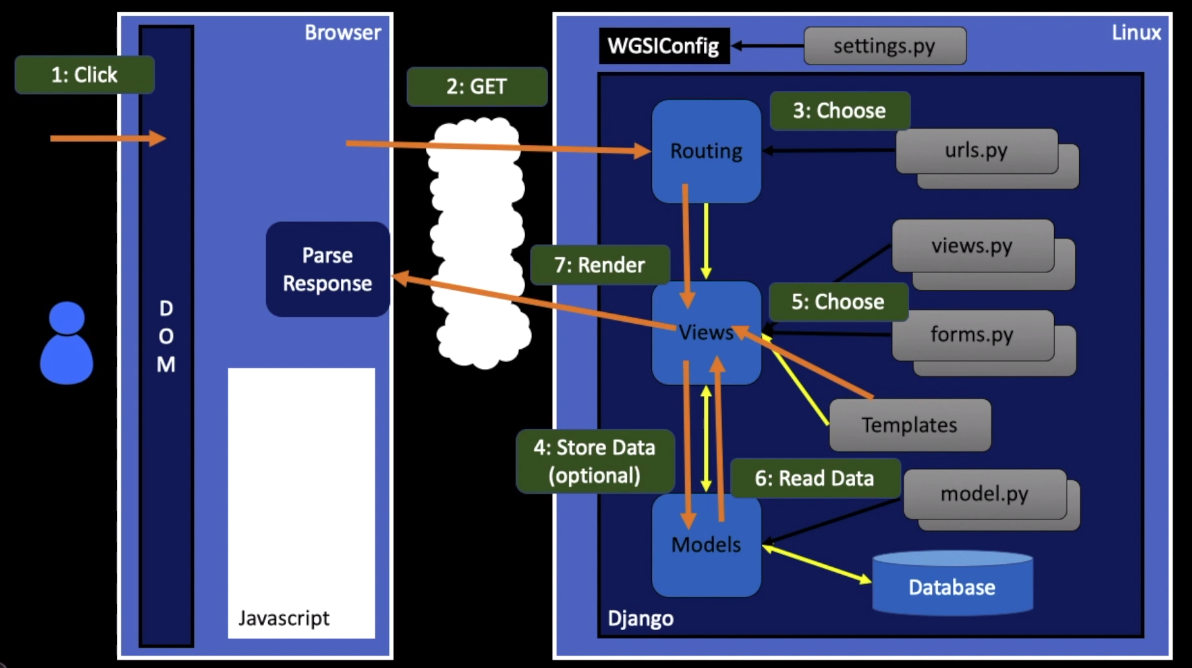 Browser
Linux
1: Click
2: GET
WGSIConfig
settings.py
3: Choose
Routing
urls.py
7: Render
Parse
Response
views.py
5: Choose
Views
forms.py
D
O
M
Templates
4: Store Data
(optional)
6: Read Data
model.py
Models
Database
Javascript
Django